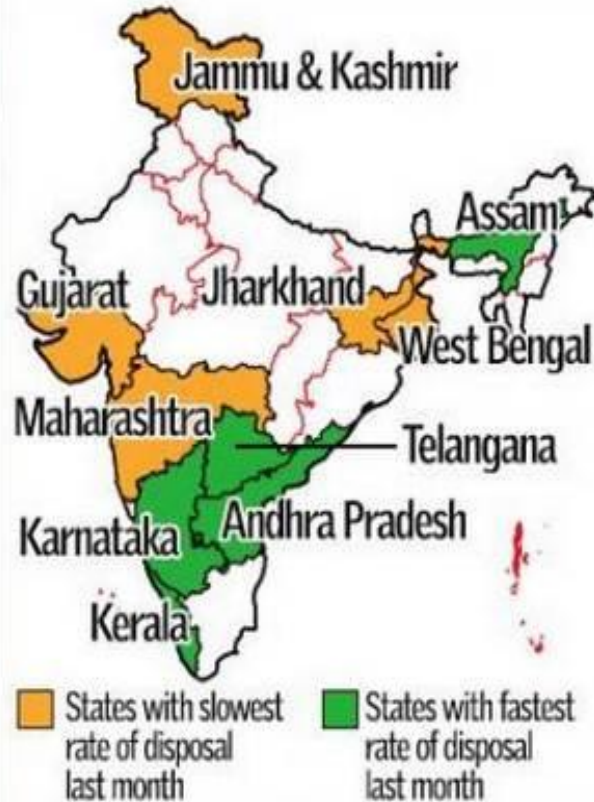 Jammu & Kashmir
Assam
Gujarat
Jharkhand
West Bengal
Maharashtra
Telangana
Karnataka
Andhra Pradesh
Kerala
States with slowest
rate of disposal
last month
States with fastest
rate of disposal
last month